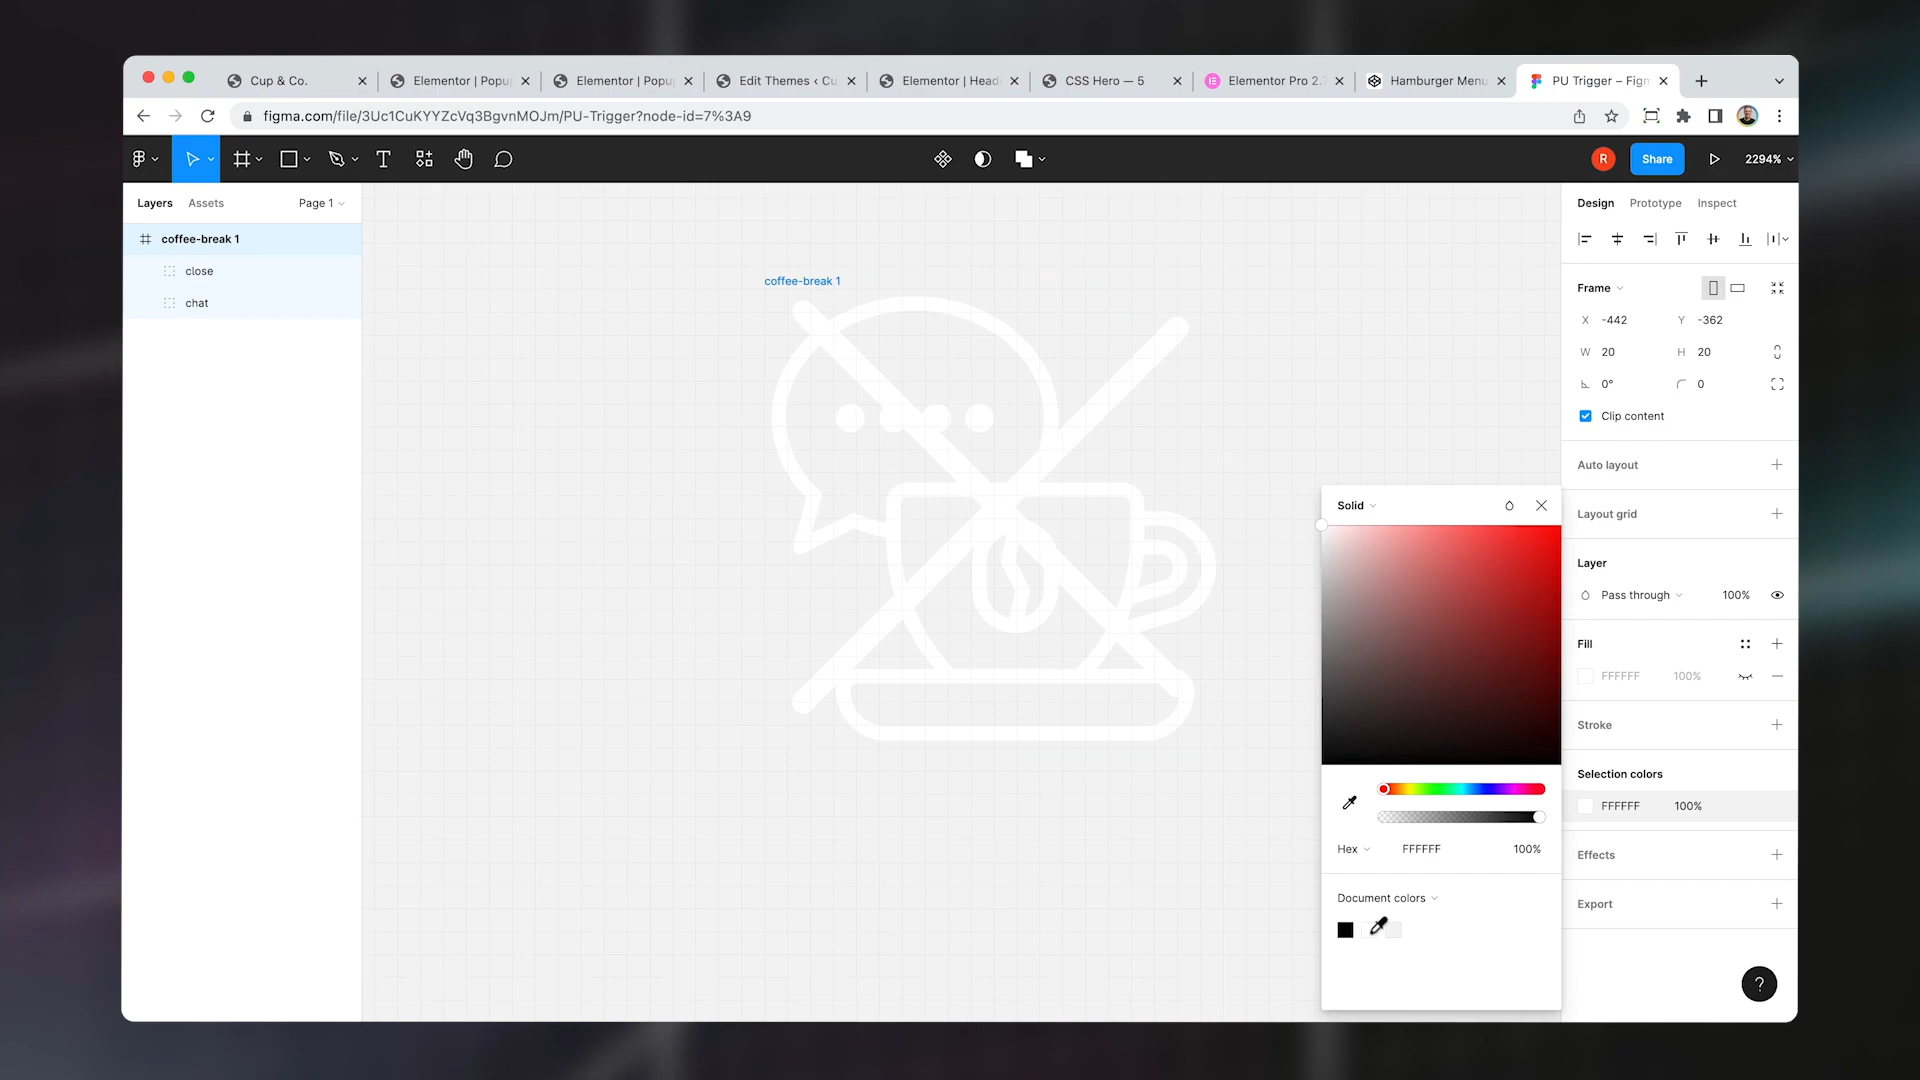 Cup & Co.
Elementor | Popu
Elementor | Popu
Edit Themes ‹ Cu
Elementor | Head
CSS Hero — 5
Elementor Pro 2.
Hamburger Menu
PU Trigger – Figm
figma.com/file/3Uc1CuKYYZcVq3BgvnMOJm/PU-Trigger?node-id=7%3A9
R
Share
2294%
Layers
Assets
Page 1
coffee-break 1
close
chat
coffee-break 1
Design
Prototype
Inspect
Frame
X -442
Y -362
W 20
H 20
0°
0
Clip content
Auto layout
Layout grid
Layer
Pass through
100%
Fill
FFFFFF
100%
Stroke
Selection colors
FFFFFF
100%
Effects
Export
?
Solid
Hex
FFFFFF
100%
Document colors